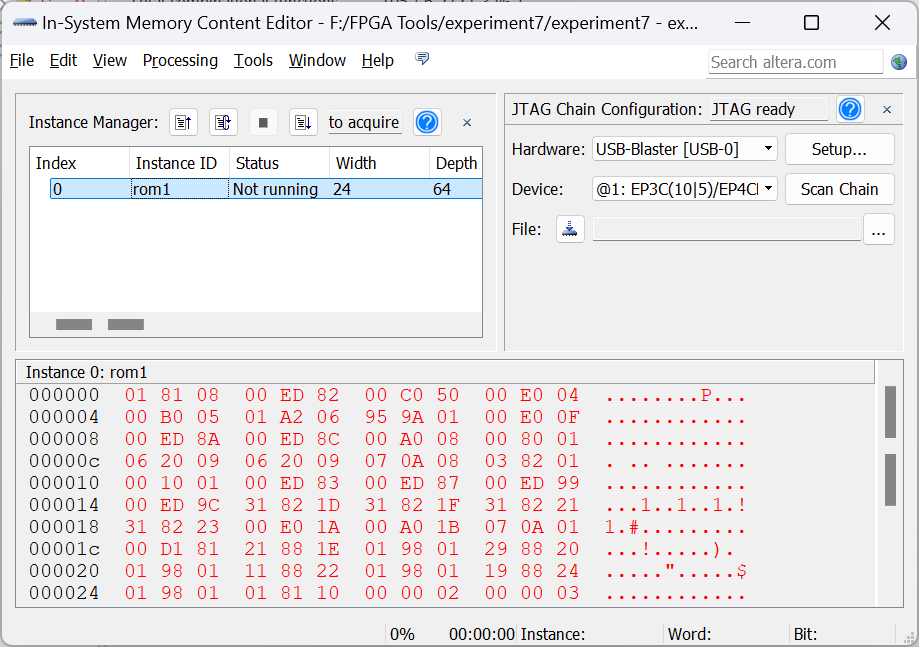 In-System Memory Content Editor - F:/FPGA Tools/experiment7/experiment7 - ex...
File Edit View Processing Tools Window Help
Search altera.com
Instance Manager: to acquire
Index Instance ID Status Width Depth
0 rom1 Not running 24 64
JTAG Chain Configuration: JTAG ready
Hardware: USB-Blaster [USB-0] Setup...
Device: @1: EP3C(10|5)/EP4CI Scan Chain
File: ...
Instance 0: rom1
000000 01 81 08 00 ED 82 00 C0 50 00 E0 04 ........P...
000004 00 B0 05 01 A2 06 95 9A 01 00 E0 0F ............
000008 00 ED 8A 00 ED 8C 00 A0 08 00 80 01 ............
00000c 06 20 09 06 20 09 07 0A 08 03 82 01 . .. .......
000010 00 10 01 00 ED 83 00 ED 87 00 ED 99 ............
000014 00 ED 9C 31 82 1D 31 82 1F 31 82 21 ...1..1..1.!
000018 31 82 23 00 E0 1A 00 A0 1B 07 0A 01 1.#.........
00001c 00 D1 81 21 88 1E 01 98 01 29 88 20 ...!.....).
000020 01 98 01 11 88 22 01 98 01 19 88 24 .....".....$
000024 01 98 01 01 81 10 00 00 02 00 00 03 ............
0% 00:00:00 Instance: Word: Bit: